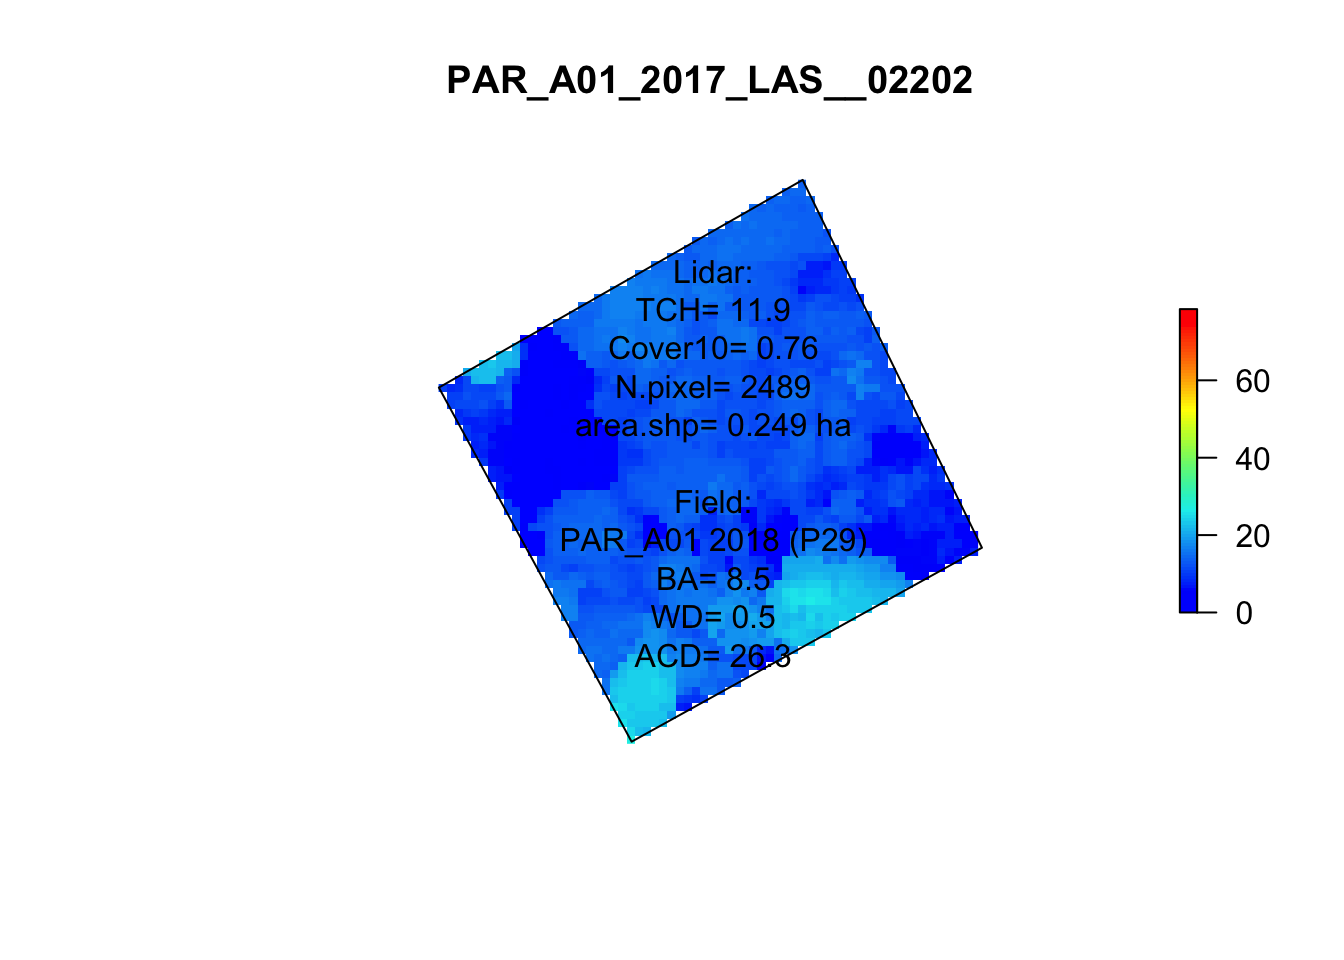 PAR_A01_2017_LAS__02202
Lidar:
TCH= 11.9
Cover10= 0.76
N.pixel= 2489
area.shp= 0.249 ha
Field:
PAR_A01 2018 (P29)
BA= 8.5
WD= 0.5
ACD= 26.3
60
40
20
0